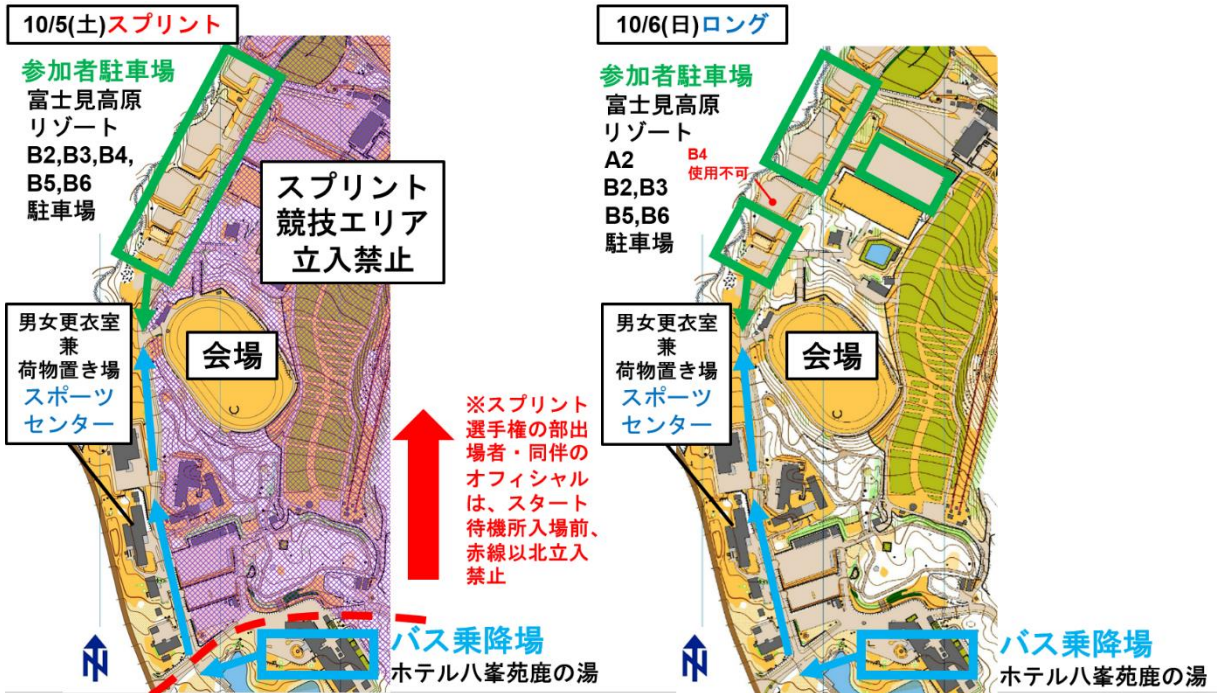 10/5(土)スプリント
参加者駐車場
富士見高原
リゾート
B2,B3,B4,
B5,B6
駐車場
スプリント
競技エリア
立入禁止
男女更衣室
兼
荷物置き場
スポーツ
センター
会場
※スプリント
選手権の部出
場者・同伴の
オフィシャル
は、スタート
待機所入場前、
赤線以北立入
禁止
バス乗降場
ホテル八峯苑鹿の湯
N
10/6(日)ロング
参加者駐車場
富士見高原
リゾート
A2
B2,B3
B5,B6
駐車場
B4
使用不可
男女更衣室
兼
荷物置き場
スポーツ
センター
会場
バス乗降場
ホテル八峯苑鹿の湯
N